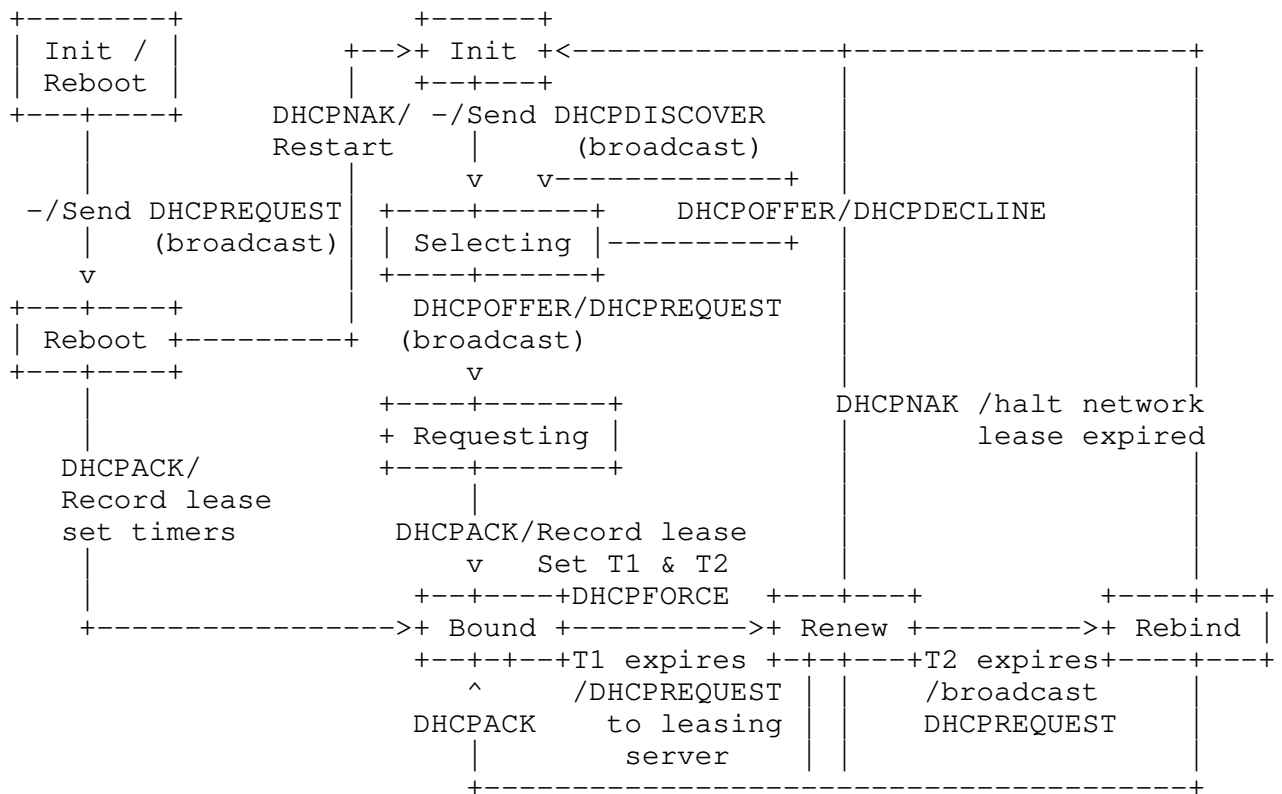 Init / Init
Reboot
DHCPNAK/ -/Send DHCPDISCOVER
Restart (broadcast)
-/Send DHCPREQUEST DHCPOFFER/DHCPDECLINE
(broadcast) Selecting
DHCPOFFER/DHCPREQUEST
Reboot (broadcast)
DHCPNAK /halt network
Requesting lease expired
DHCPACK/
Record lease
set timers DHCPACK/Record lease
Set T1 & T2
DHCPFORCE
Bound Renew Rebind
T1 expires T2 expires
/DHCPREQUEST /broadcast
DHCPACK to leasing DHCPREQUEST
server